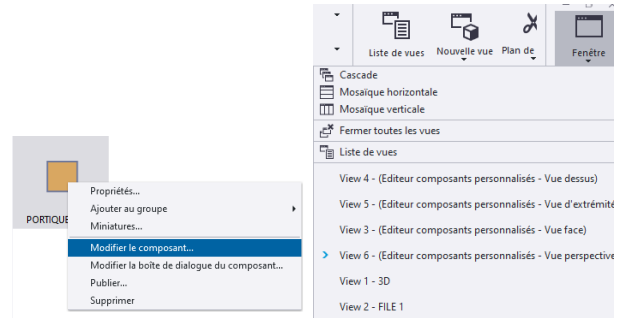 Liste de vues
Nouvelle vue
Plan de
Fenêtre
Cascade
Mosaïque horizontale
Mosaïque verticale
Fermer toutes les vues
Liste de vues
View 4 - (Editeur composants personnalisés - Vue dessus)
View 5 - (Editeur composants personnalisés - Vue d'extrémité
View 3 - (Editeur composants personnalisés - Vue face)
View 6 - (Editeur composants personnalisés - Vue perspective
View 1 - 3D
View 2 - FILE 1
PORTIQUE
Propriétés...
Ajouter au groupe
Miniatures...
Modifier le composant...
Modifier la boîte de dialogue du composant...
Publier...
Supprimer